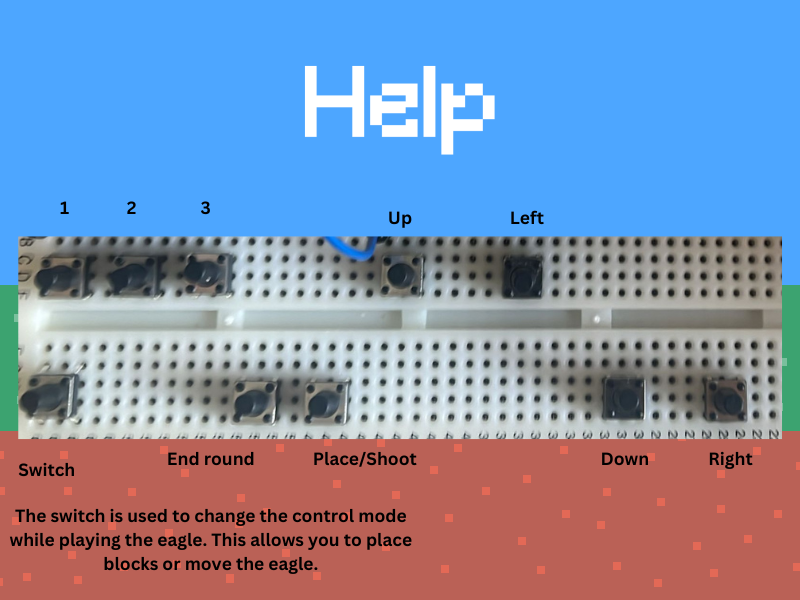 Help
1 2 3
Up Left
Switch End round Place/Shoot Down Right
The switch is used to change the control mode
while playing the eagle. This allows you to place
blocks or move the eagle.